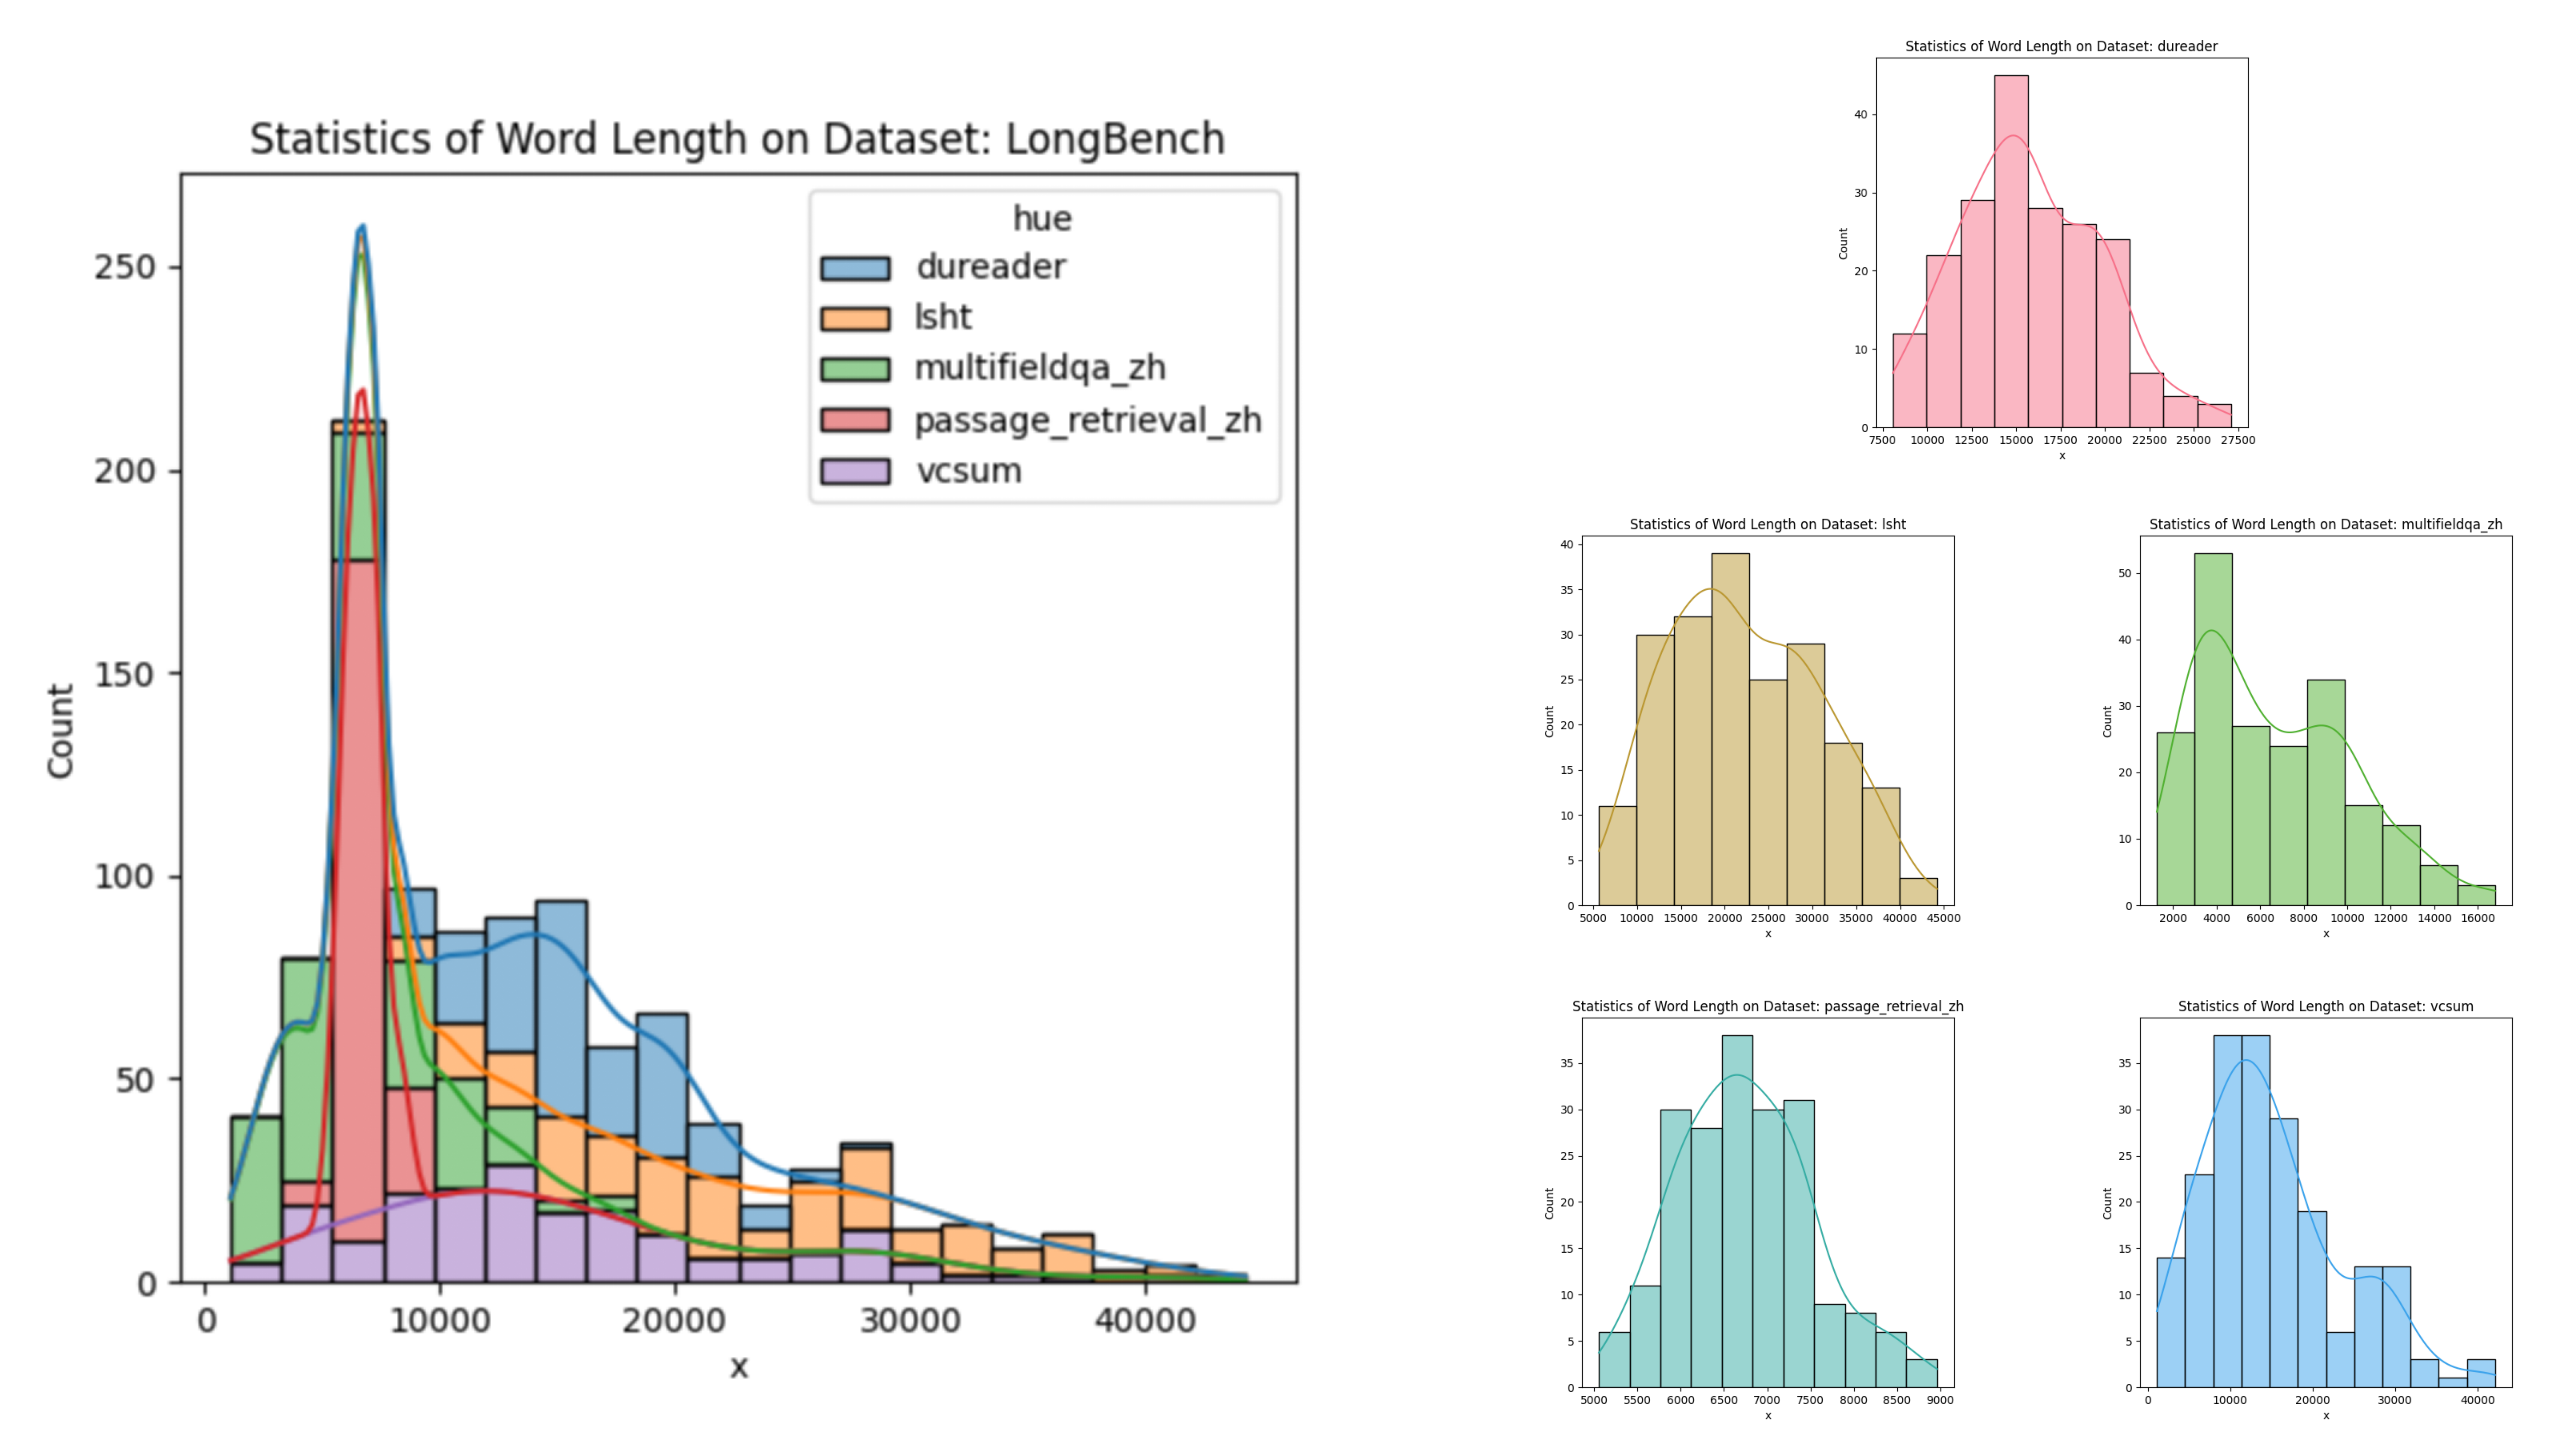 Statistics of Word Length on Dataset: LongBench
hue
dureader
lsht
multifieldqa_zh
passage_retrieval_zh
vcsum
250
200
150
100
50
0
Count
0 10000 20000 30000 40000
x
Statistics of Word Length on Dataset: dureader
40
30
20
10
0
Count
7500 10000 12500 15000 17500 20000 22500 25000 27500
x
Statistics of Word Length on Dataset: lsht
40
35
30
25
20
15
10
5
0
Count
5000 10000 15000 20000 25000 30000 35000 40000 45000
x
Statistics of Word Length on Dataset: multifieldqa_zh
50
40
30
20
10
0
Count
2000 4000 6000 8000 10000 12000 14000 16000
x
Statistics of Word Length on Dataset: passage_retrieval_zh
35
30
25
20
15
10
5
0
Count
5000 5500 6000 6500 7000 7500 8000 8500 9000
x
Statistics of Word Length on Dataset: vcsum
35
30
25
20
15
10
5
0
Count
0 10000 20000 30000 40000
x